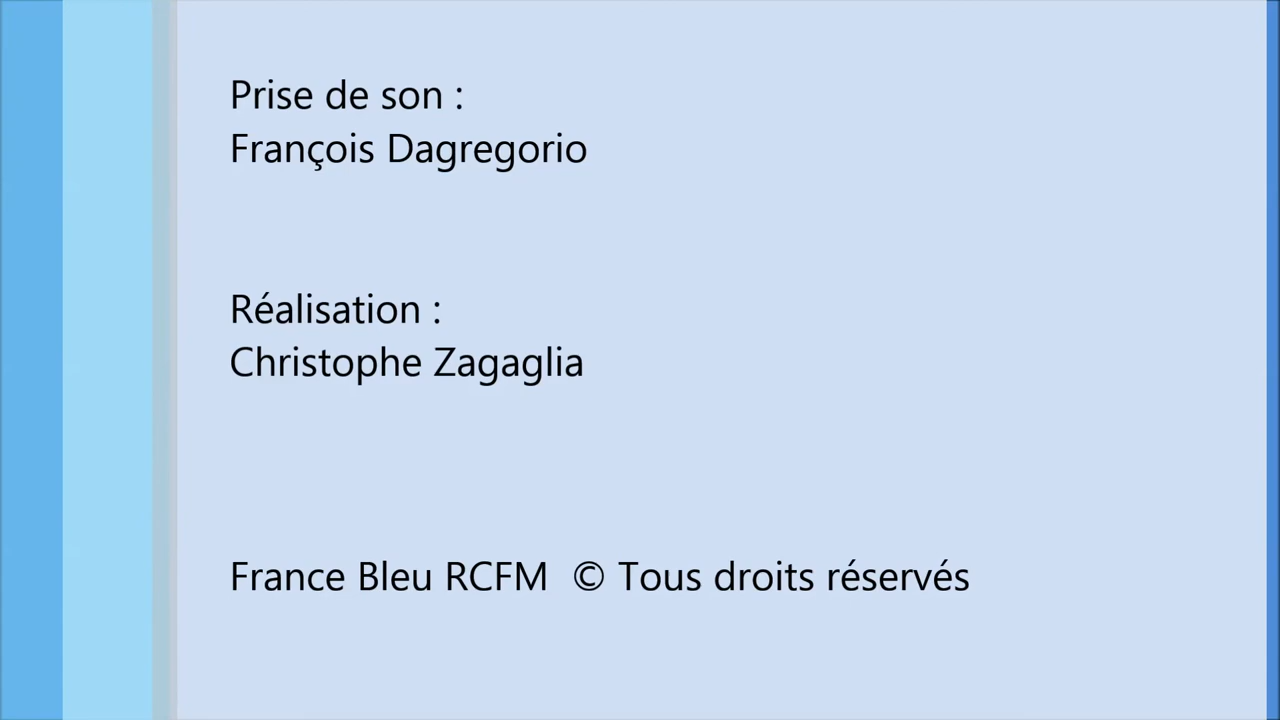 Prise de son :
François Dagregorio
Réalisation :
Christophe Zagaglia
France Bleu RCFM © Tous droits réservés